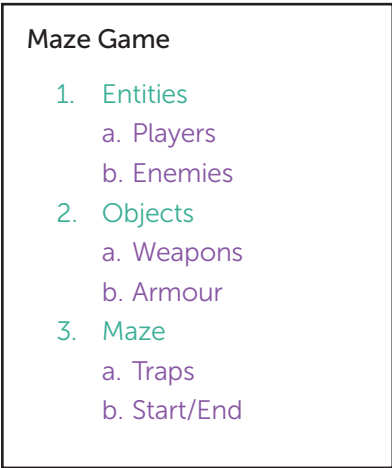 Maze Game
1. Entities
a. Players
b. Enemies
2. Objects
a. Weapons
b. Armour
3. Maze
a. Traps
b. Start/End